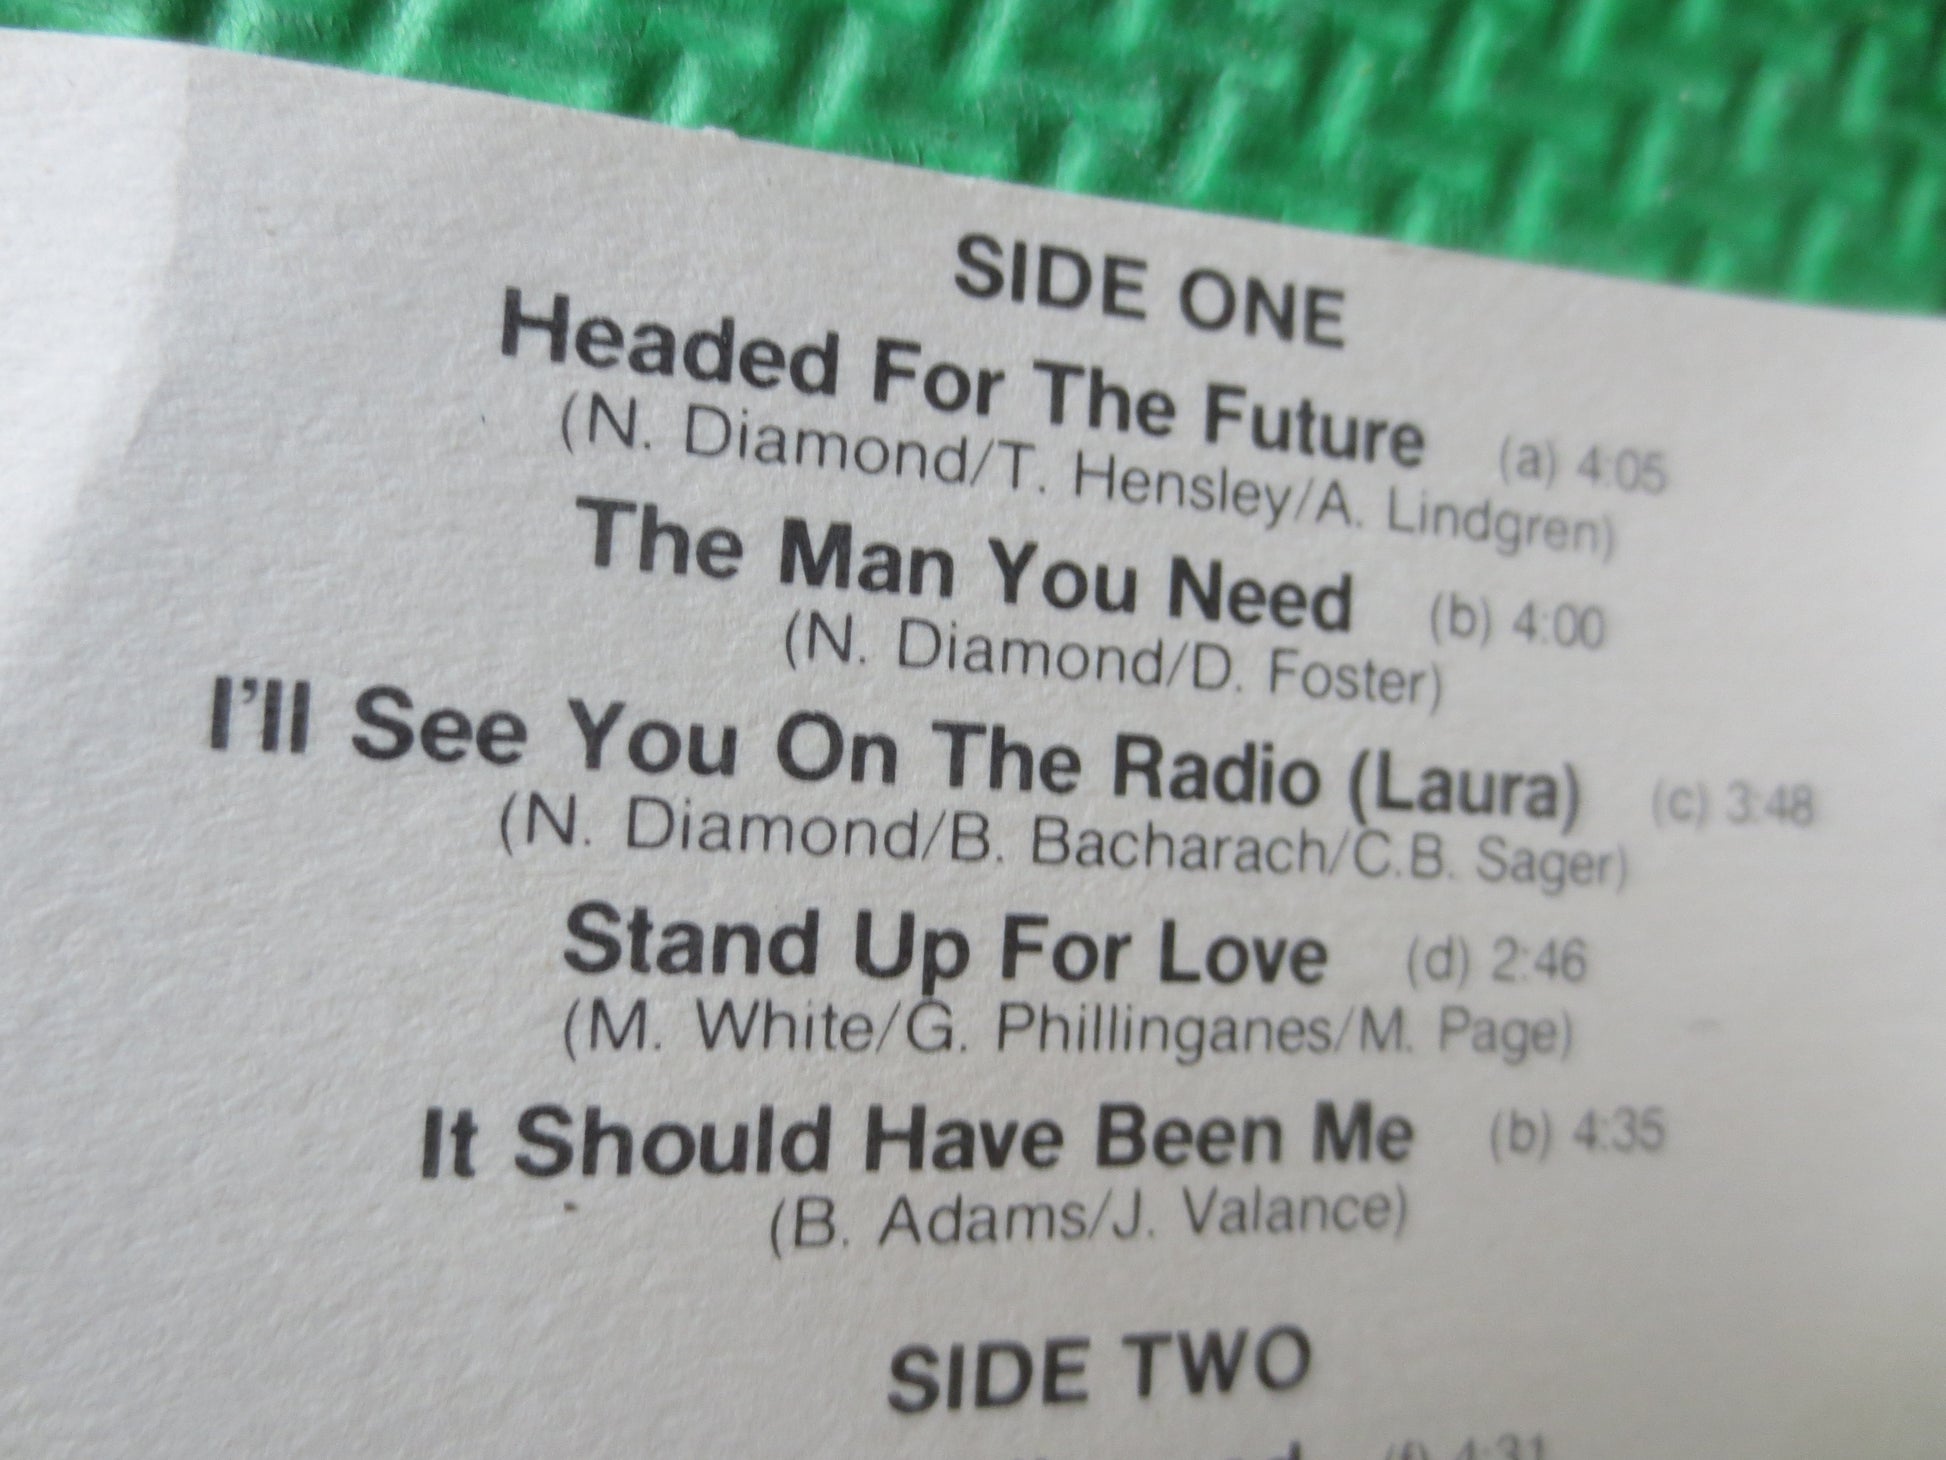 SIDE ONE
Headed For The Future (a) 4:05
(N. Diamond/T. Hensley/A. Lindgren)
The Man You Need (b) 4:00
(N. Diamond/D. Foster)
I'll See You On The Radio (Laura) (c) 3:48
(N. Diamond/B. Bacharach/C.B. Sager)
Stand Up For Love (d) 2:46
(M. White/G. Phillinganes/M. Page)
It Should Have Been Me (b) 4:35
(B. Adams/J. Valance)
SIDE TWO
(f) 4:31